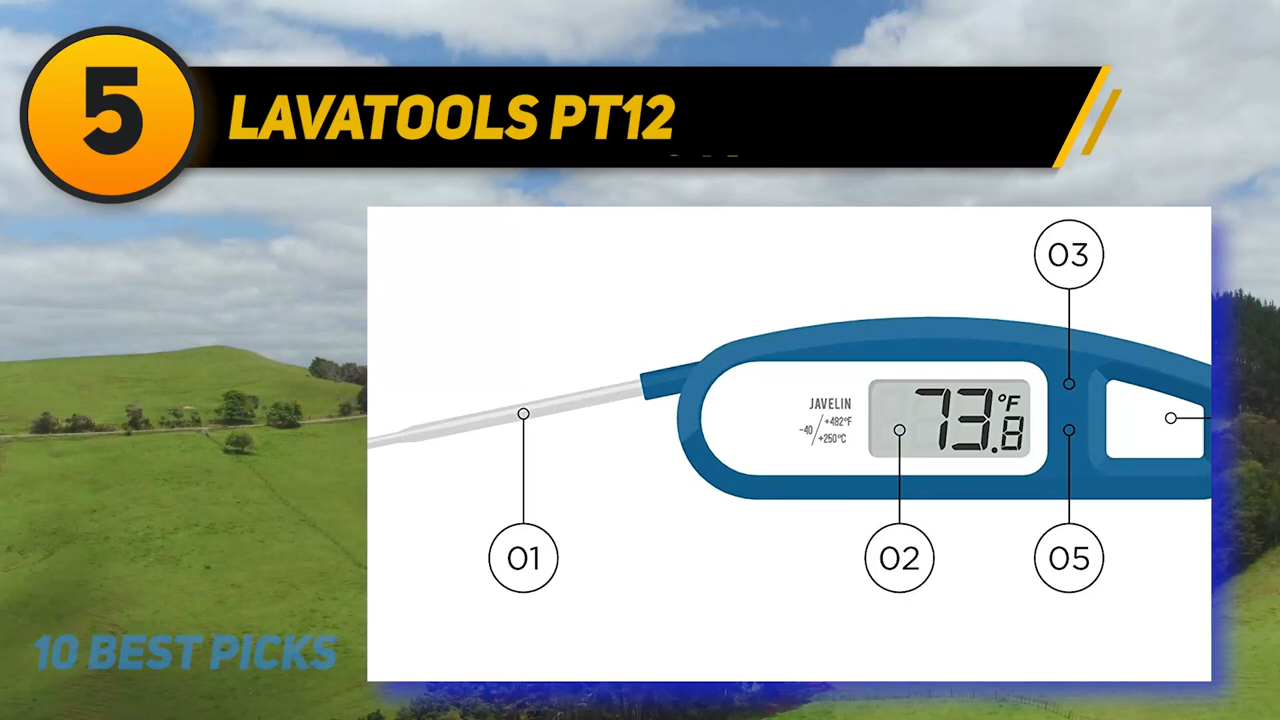 5
LAVATOOLS PT12
03
JAVELIN
-40/+482°F
+250°C
73.8°F
01
02
05
10 BEST PICKS